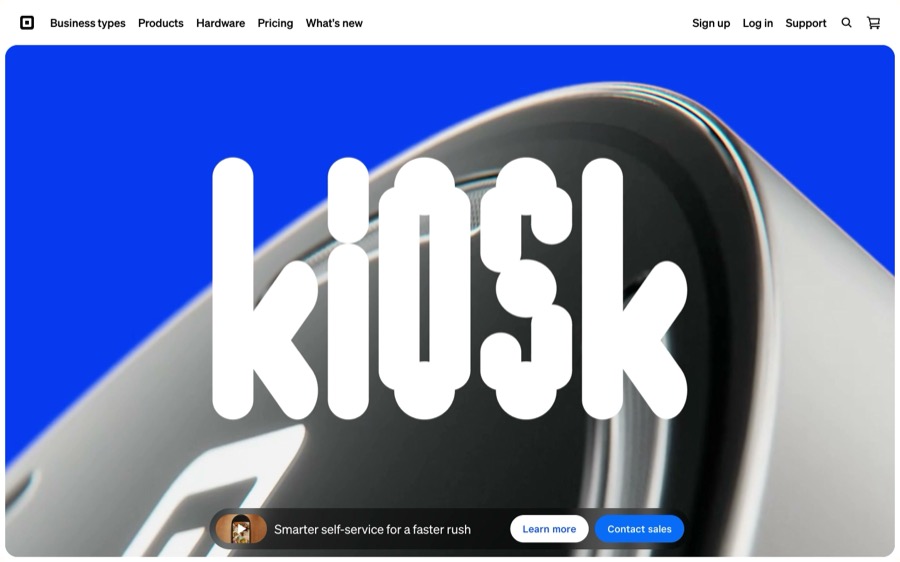 Business types Products Hardware Pricing What's new Sign up Log in Support
kiosk
Smarter self-service for a faster rush Learn more Contact sales